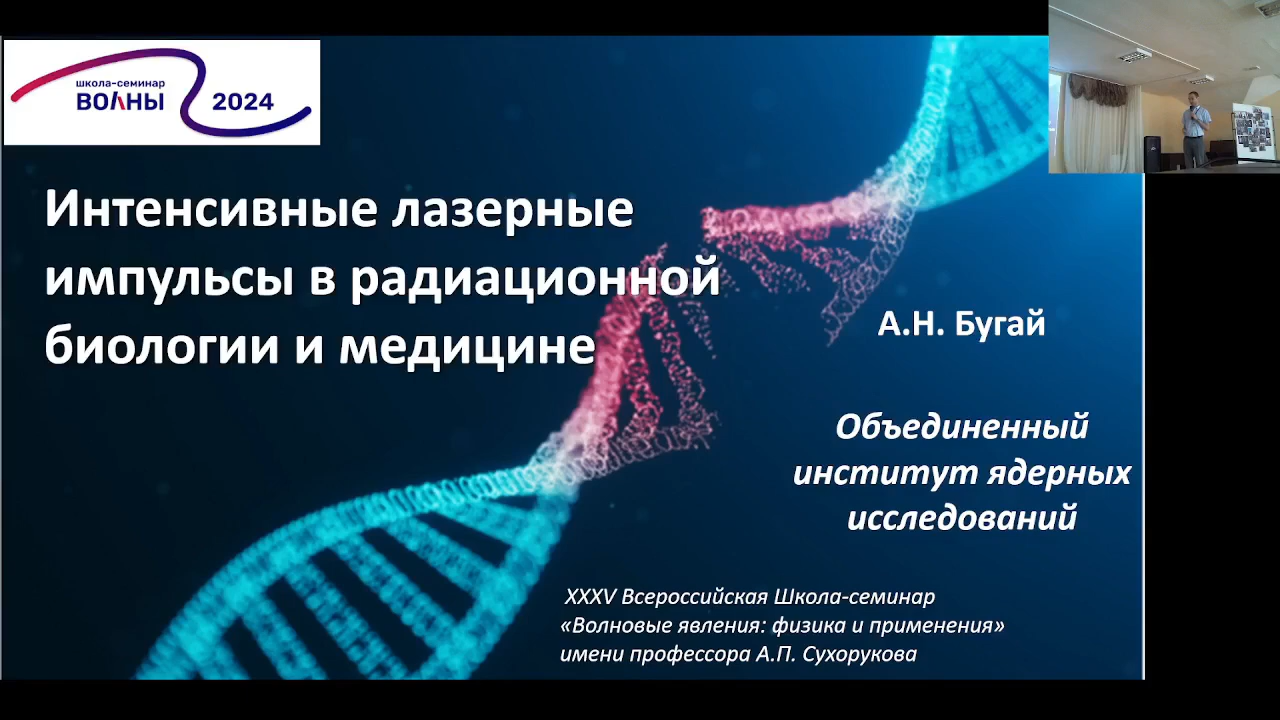 школа-семинар
ВОЛНЫ 2024
Интенсивные лазерные
импульсы в радиационной
биологии и медицине
А.Н. Бугай
Объединенный
институт ядерных
исследований
XXXV Всероссийская Школа-семинар
«Волновые явления: физика и применения»
имени профессора А.П. Сухорукова